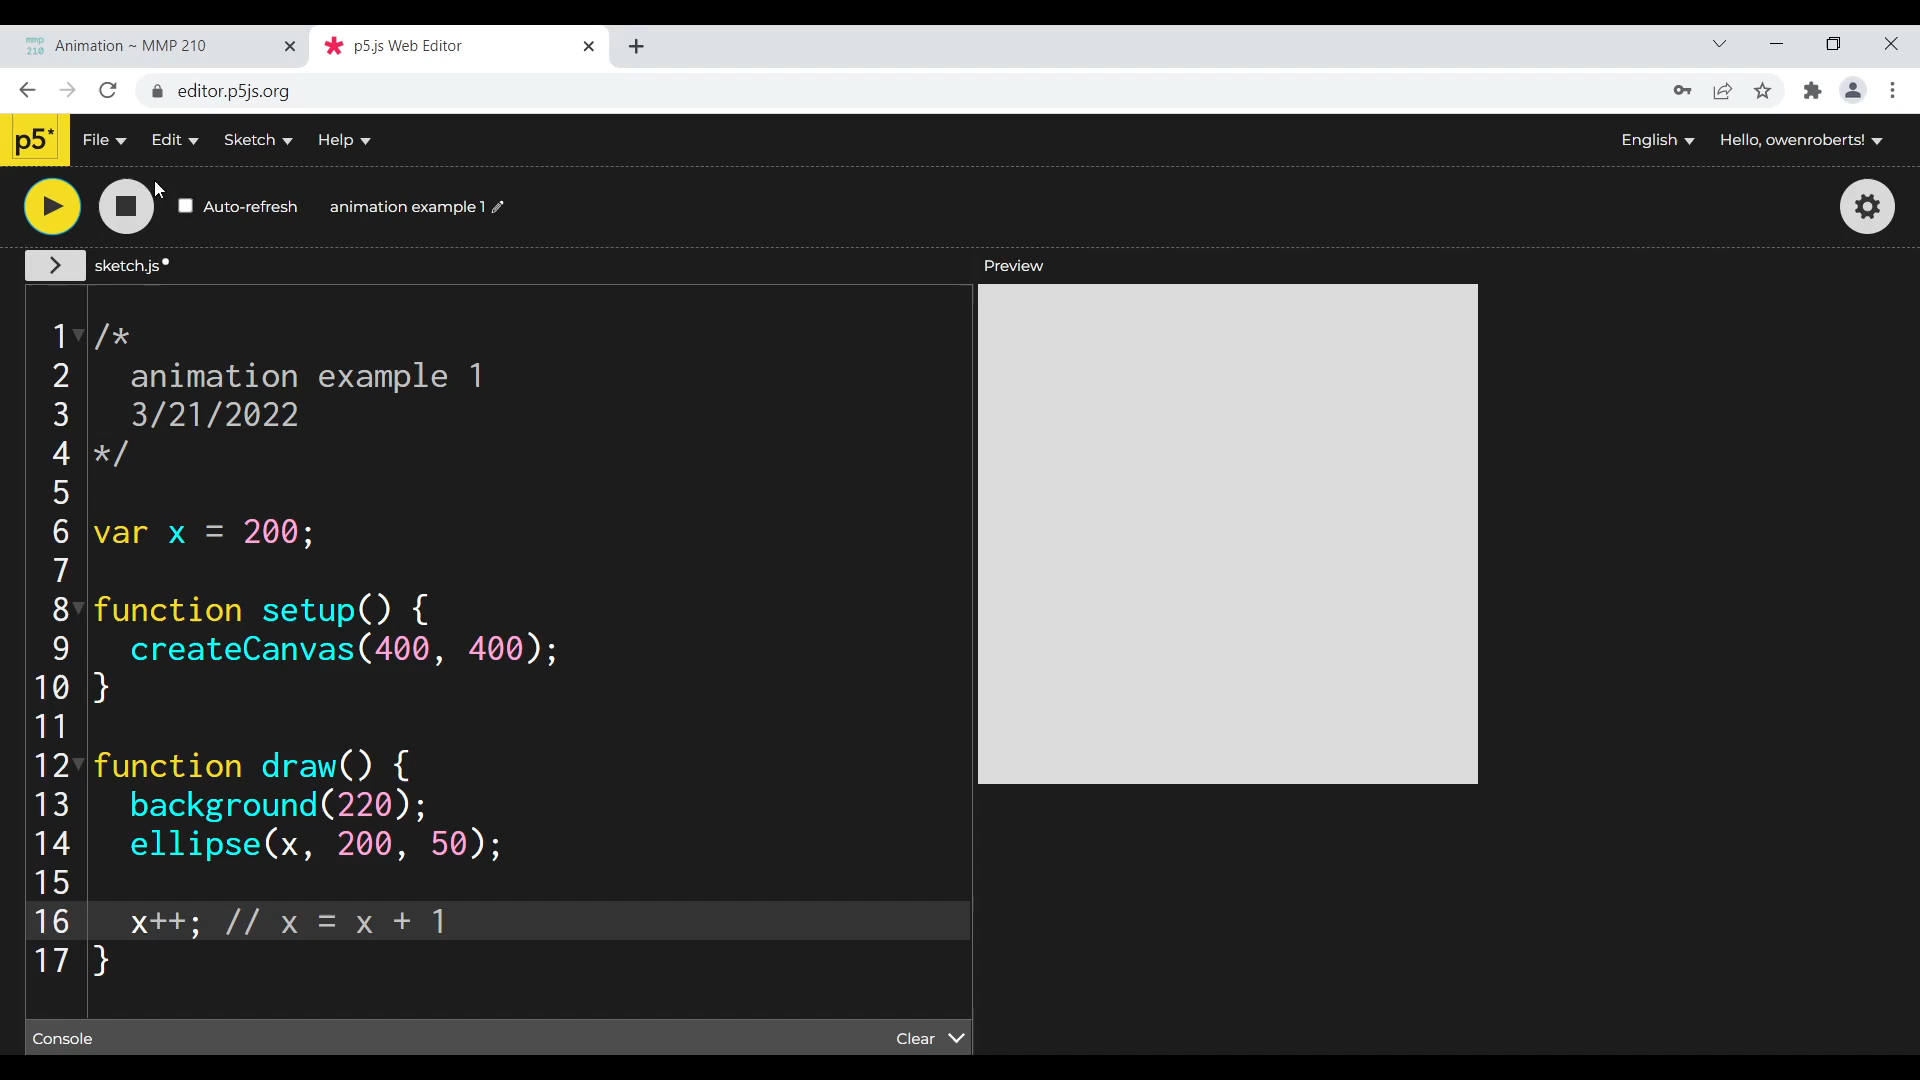 mmp
210
Animation ~ MMP 210
p5.js Web Editor
editor.p5js.org
p5*
File
Edit
Sketch
Help
English
Hello, owenroberts!
Auto-refresh
animation example 1
sketch.js
Preview
1 /*
2 animation example 1
3 3/21/2022
4 */
5
6 var x = 200;
7
8 function setup() {
9 createCanvas(400, 400);
10 }
11
12 function draw() {
13 background(220);
14 ellipse(x, 200, 50);
15
16 x++; // x = x + 1
17 }
Console
Clear